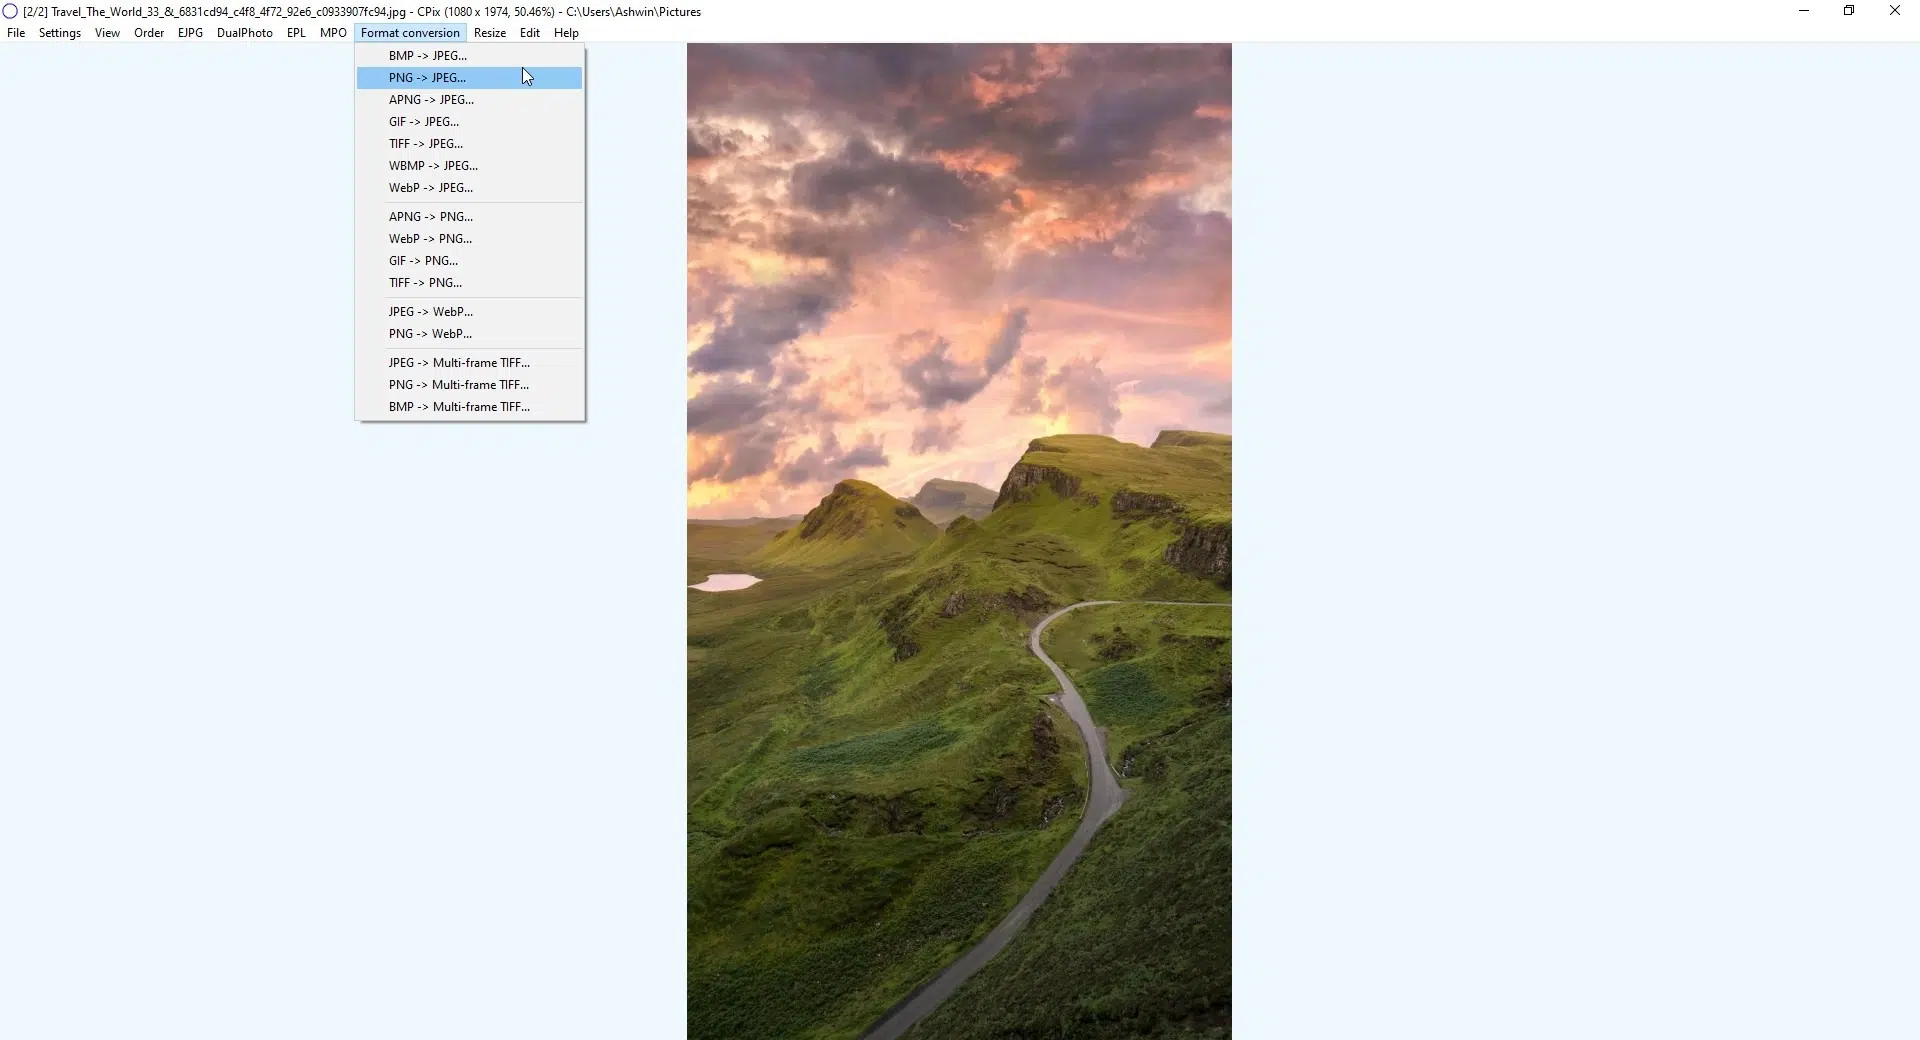 [2/2] Travel_The_World_33_&_6831cd94_c4f8_4f72_92e6_c0933907fc94.jpg - CPix (1080 x 1974, 50.46%) - C:\Users\Ashwin\Pictures
File Settings View Order EJPG DualPhoto EPL MPO Format conversion Resize Edit Help
BMP -> JPEG...
PNG -> JPEG...
APNG -> JPEG...
GIF -> JPEG...
TIFF -> JPEG...
WBMP -> JPEG...
WebP -> JPEG...
APNG -> PNG...
WebP -> PNG...
GIF -> PNG...
TIFF -> PNG...
JPEG -> WebP...
PNG -> WebP...
JPEG -> Multi-frame TIFF...
PNG -> Multi-frame TIFF...
BMP -> Multi-frame TIFF...